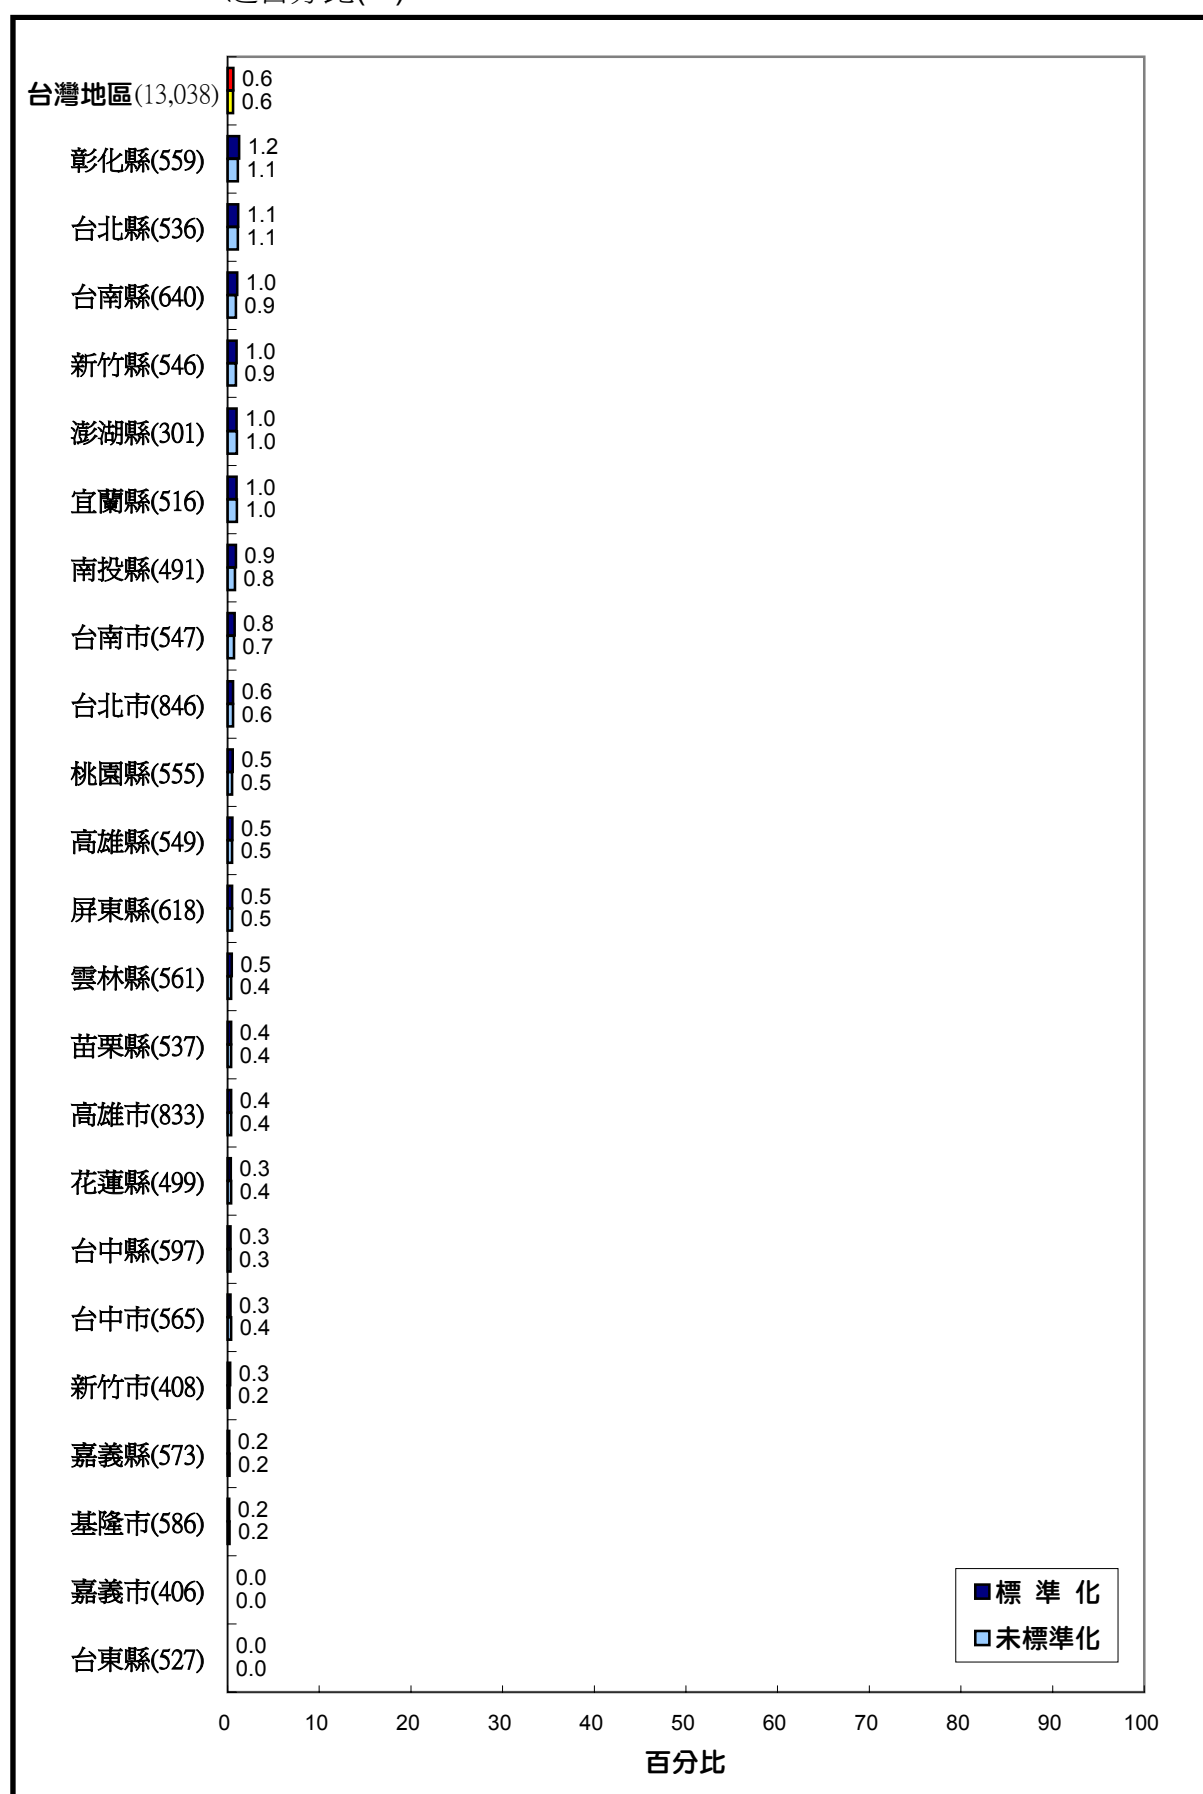 台灣地區(13,038) 0.6
0.6
彰化縣(559) 1.2
1.1
台北縣(536) 1.1
1.1
台南縣(640) 1.0
0.9
新竹縣(546) 1.0
0.9
澎湖縣(301) 1.0
1.0
宜蘭縣(516) 1.0
1.0
南投縣(491) 0.9
0.8
台南市(547) 0.8
0.7
台北市(846) 0.6
0.6
桃園縣(555) 0.5
0.5
高雄縣(549) 0.5
0.5
屏東縣(618) 0.5
0.5
雲林縣(561) 0.5
0.4
苗栗縣(537) 0.4
0.4
高雄市(833) 0.4
0.4
花蓮縣(499) 0.3
0.4
台中縣(597) 0.3
0.3
台中市(565) 0.3
0.4
新竹市(408) 0.3
0.2
嘉義縣(573) 0.2
0.2
基隆市(586) 0.2
0.2
嘉義市(406) 0.0
0.0
台東縣(527) 0.0
0.0
標 準 化
未標準化
0 10 20 30 40 50 60 70 80 90 100
百分比